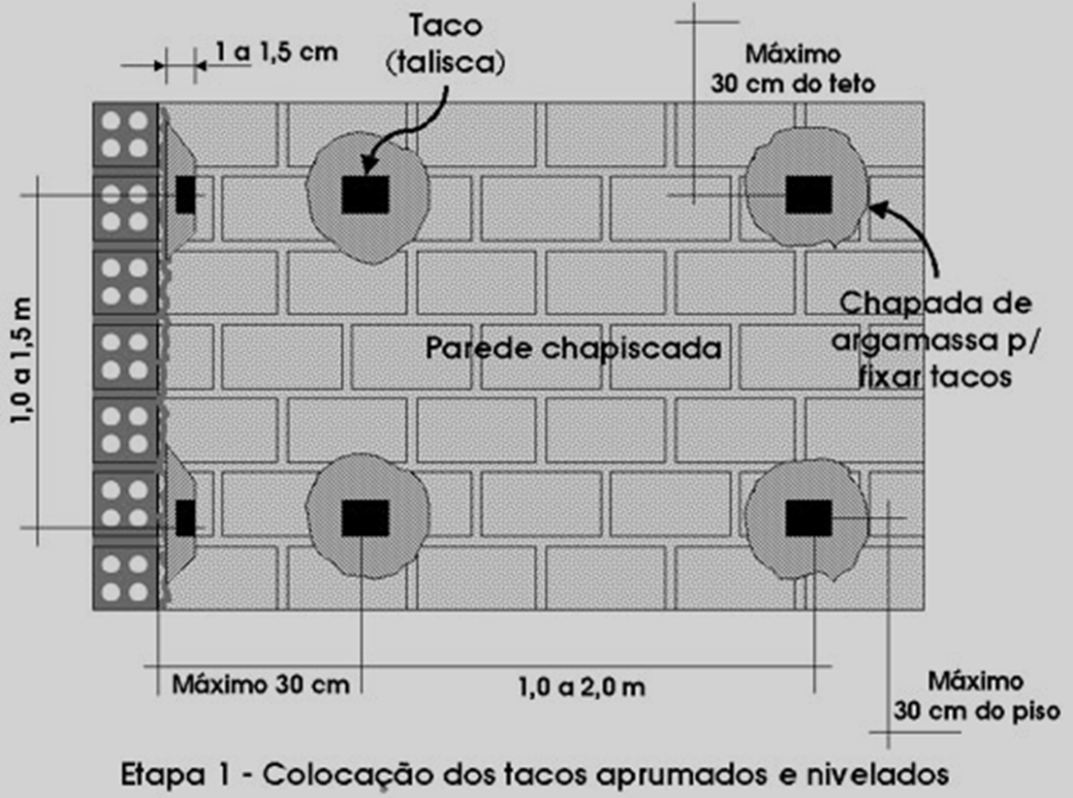 Taco
(talisca)
1 a 1,5 cm
Máximo
30 cm do teto
Chapada de
argamassa p/
fixar tacos
Parede chapiscada
1,0 a 1,5 m
Máximo 30 cm
1,0 a 2,0 m
Máximo
30 cm do piso
Etapa 1 - Colocação dos tacos aprumados e nivelados